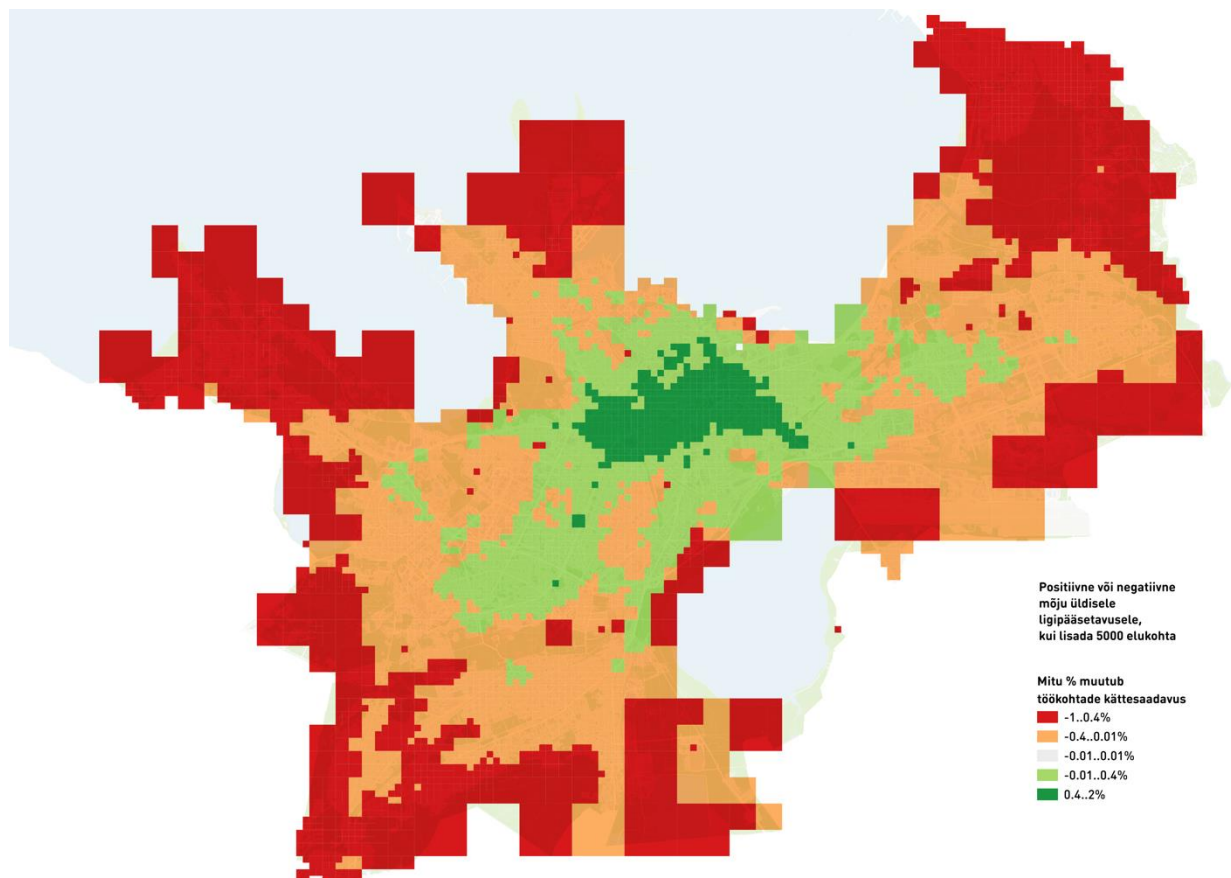 Positiivne või negatiivne
mõju üldisele
ligipääsetavusele,
kui lisada 5000 elukohta
Mitu % muutub
töökohtade kättesaadavus
-1..0.4%
-0.4..0.01%
-0.01..0.01%
-0.01..0.4%
0.4..2%